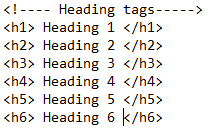 <!---- Heading tags----->
<h1> Heading 1 </h1>
<h2> Heading 2 </h2>
<h3> Heading 3 </h3>
<h4> Heading 4 </h4>
<h5> Heading 5 </h5>
<h6> Heading 6 </h6>